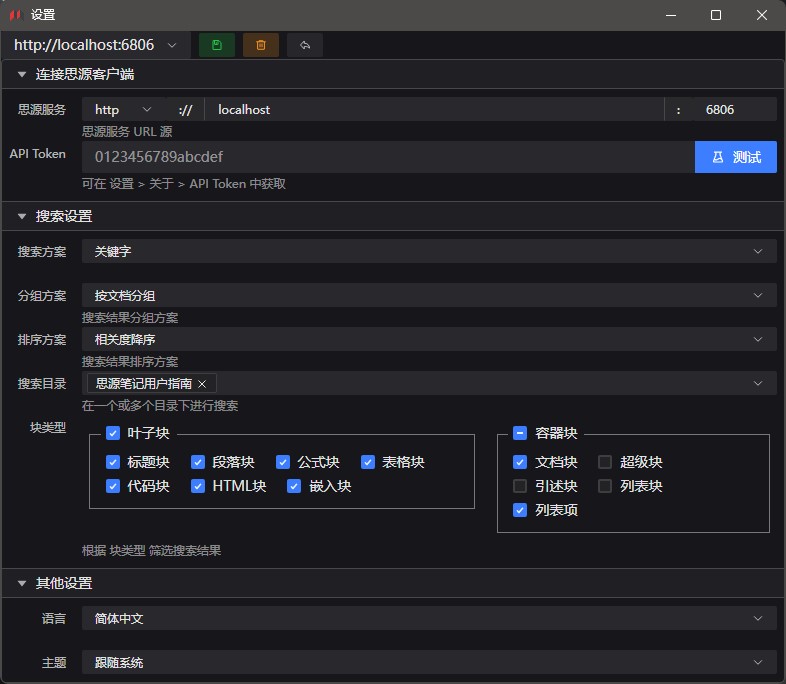 设置
http://localhost:6806
连接思源客户端
思源服务 http :// localhost : 6806
思源服务 URL 源
API Token 0123456789abcdef 测试
可在 设置 > 关于 > API Token 中获取
搜索设置
搜索方案 关键字
分组方案 按文档分组
搜索结果分组方案
排序方案 相关度降序
搜索结果排序方案
搜索目录 思源笔记用户指南
在一个或多个目录下进行搜索
块类型 叶子块 容器块
标题块 段落块 公式块 表格块 文档块 超级块
代码块 HTML块 嵌入块 引述块 列表块
列表项
根据 块类型 筛选搜索结果
其他设置
语言 简体中文
主题 跟随系统